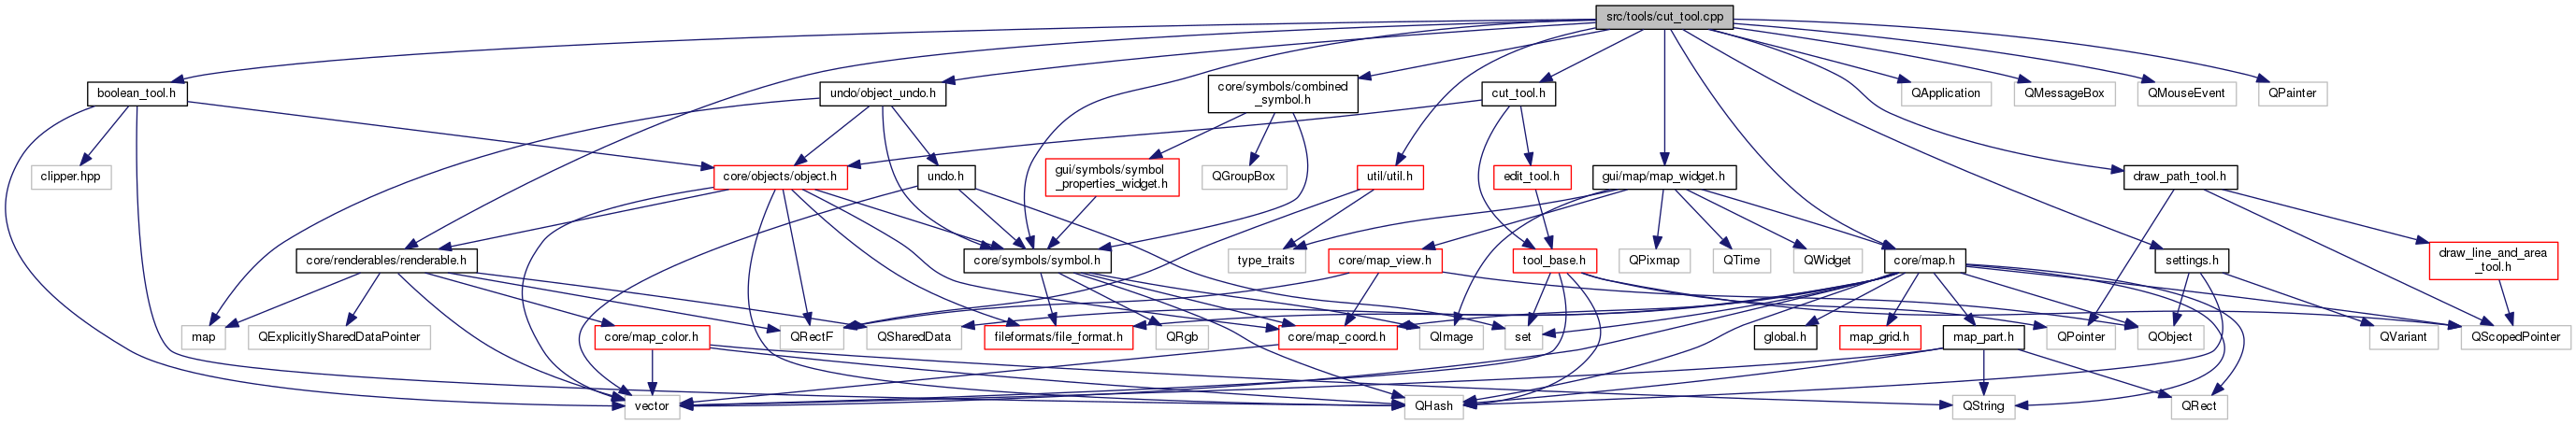 src/tools/cut_tool.cpp
boolean_tool.h
undo/object_undo.h
core/symbols/combined
_symbol.h
cut_tool.h
QApplication
QMessageBox
QMouseEvent
QPainter
clipper.hpp
core/objects/object.h
undo.h
gui/symbols/symbol
_properties_widget.h
QGroupBox
util/util.h
edit_tool.h
gui/map/map_widget.h
draw_path_tool.h
core/renderables/renderable.h
core/symbols/symbol.h
type_traits
core/map_view.h
tool_base.h
QPixmap
QTime
QWidget
core/map.h
settings.h
draw_line_and_area
_tool.h
map
QExplicitlySharedDataPointer
core/map_color.h
QRectF
QSharedData
fileformats/file_format.h
QRgb
core/map_coord.h
QImage
set
global.h
map_grid.h
map_part.h
QPointer
QObject
QVariant
QScopedPointer
vector
QHash
QString
QRect